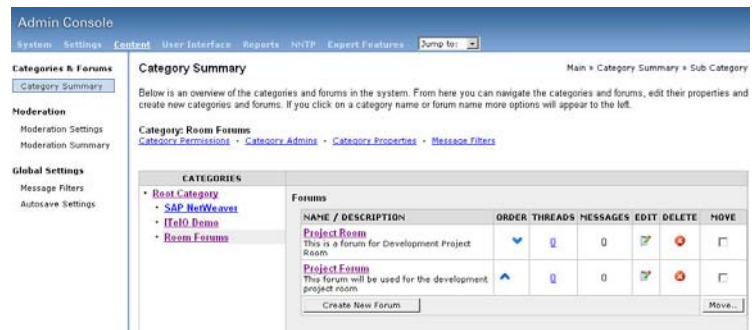 Admin Console
System Settings Content User Interface Reports NNTP Expert Features Jump to:
Categories & Forums
Category Summary
Moderation
Moderation Settings
Moderation Summary
Global Settings
Message Filters
Autosave Settings
Category Summary
Main » Category Summary » Sub Category
Below is an overview of the categories and forums in the system. From here you can navigate the categories and forums, edit their properties and
create new categories and forums. If you click on a category name or forum name more options will appear to the left.
Category: Room Forums
Category Permissions - Category Admins - Category Properties - Message Filters
CATEGORIES
• Root Category
• SAP NetWeaver
• ITelO Demo
• Room Forums
Forums
NAME / DESCRIPTION ORDER THREADS MESSAGES EDIT DELETE MOVE
Project Room
This is a forum for Development Project
Room
0 0
Project Forum
This forum will be used for the development
project room
0 0
Create New Forum
Move..